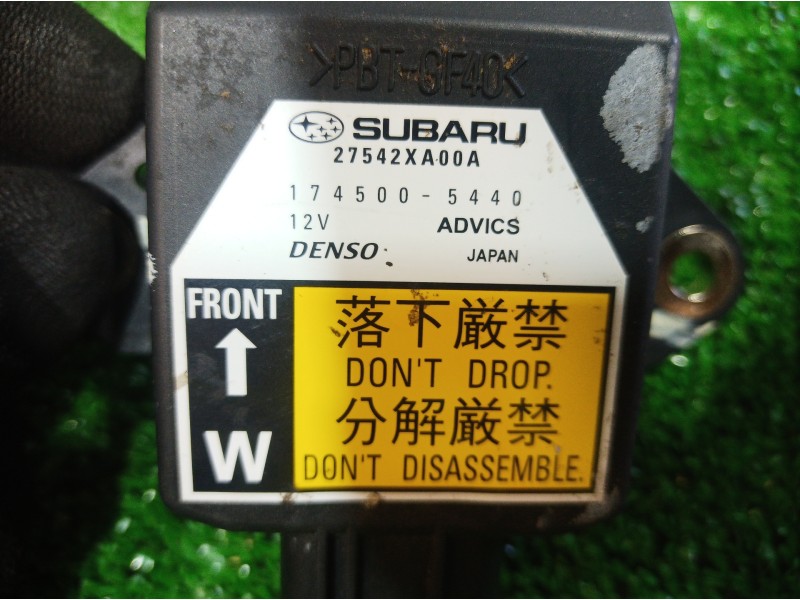 >PBT-GF40<
SUBARU
27542XA00A
174500-5440
12V ADVICS
DENSO JAPAN
FRONT
落下厳禁
DON'T DROP.
分解厳禁
W
DON'T DISASSEMBLE.